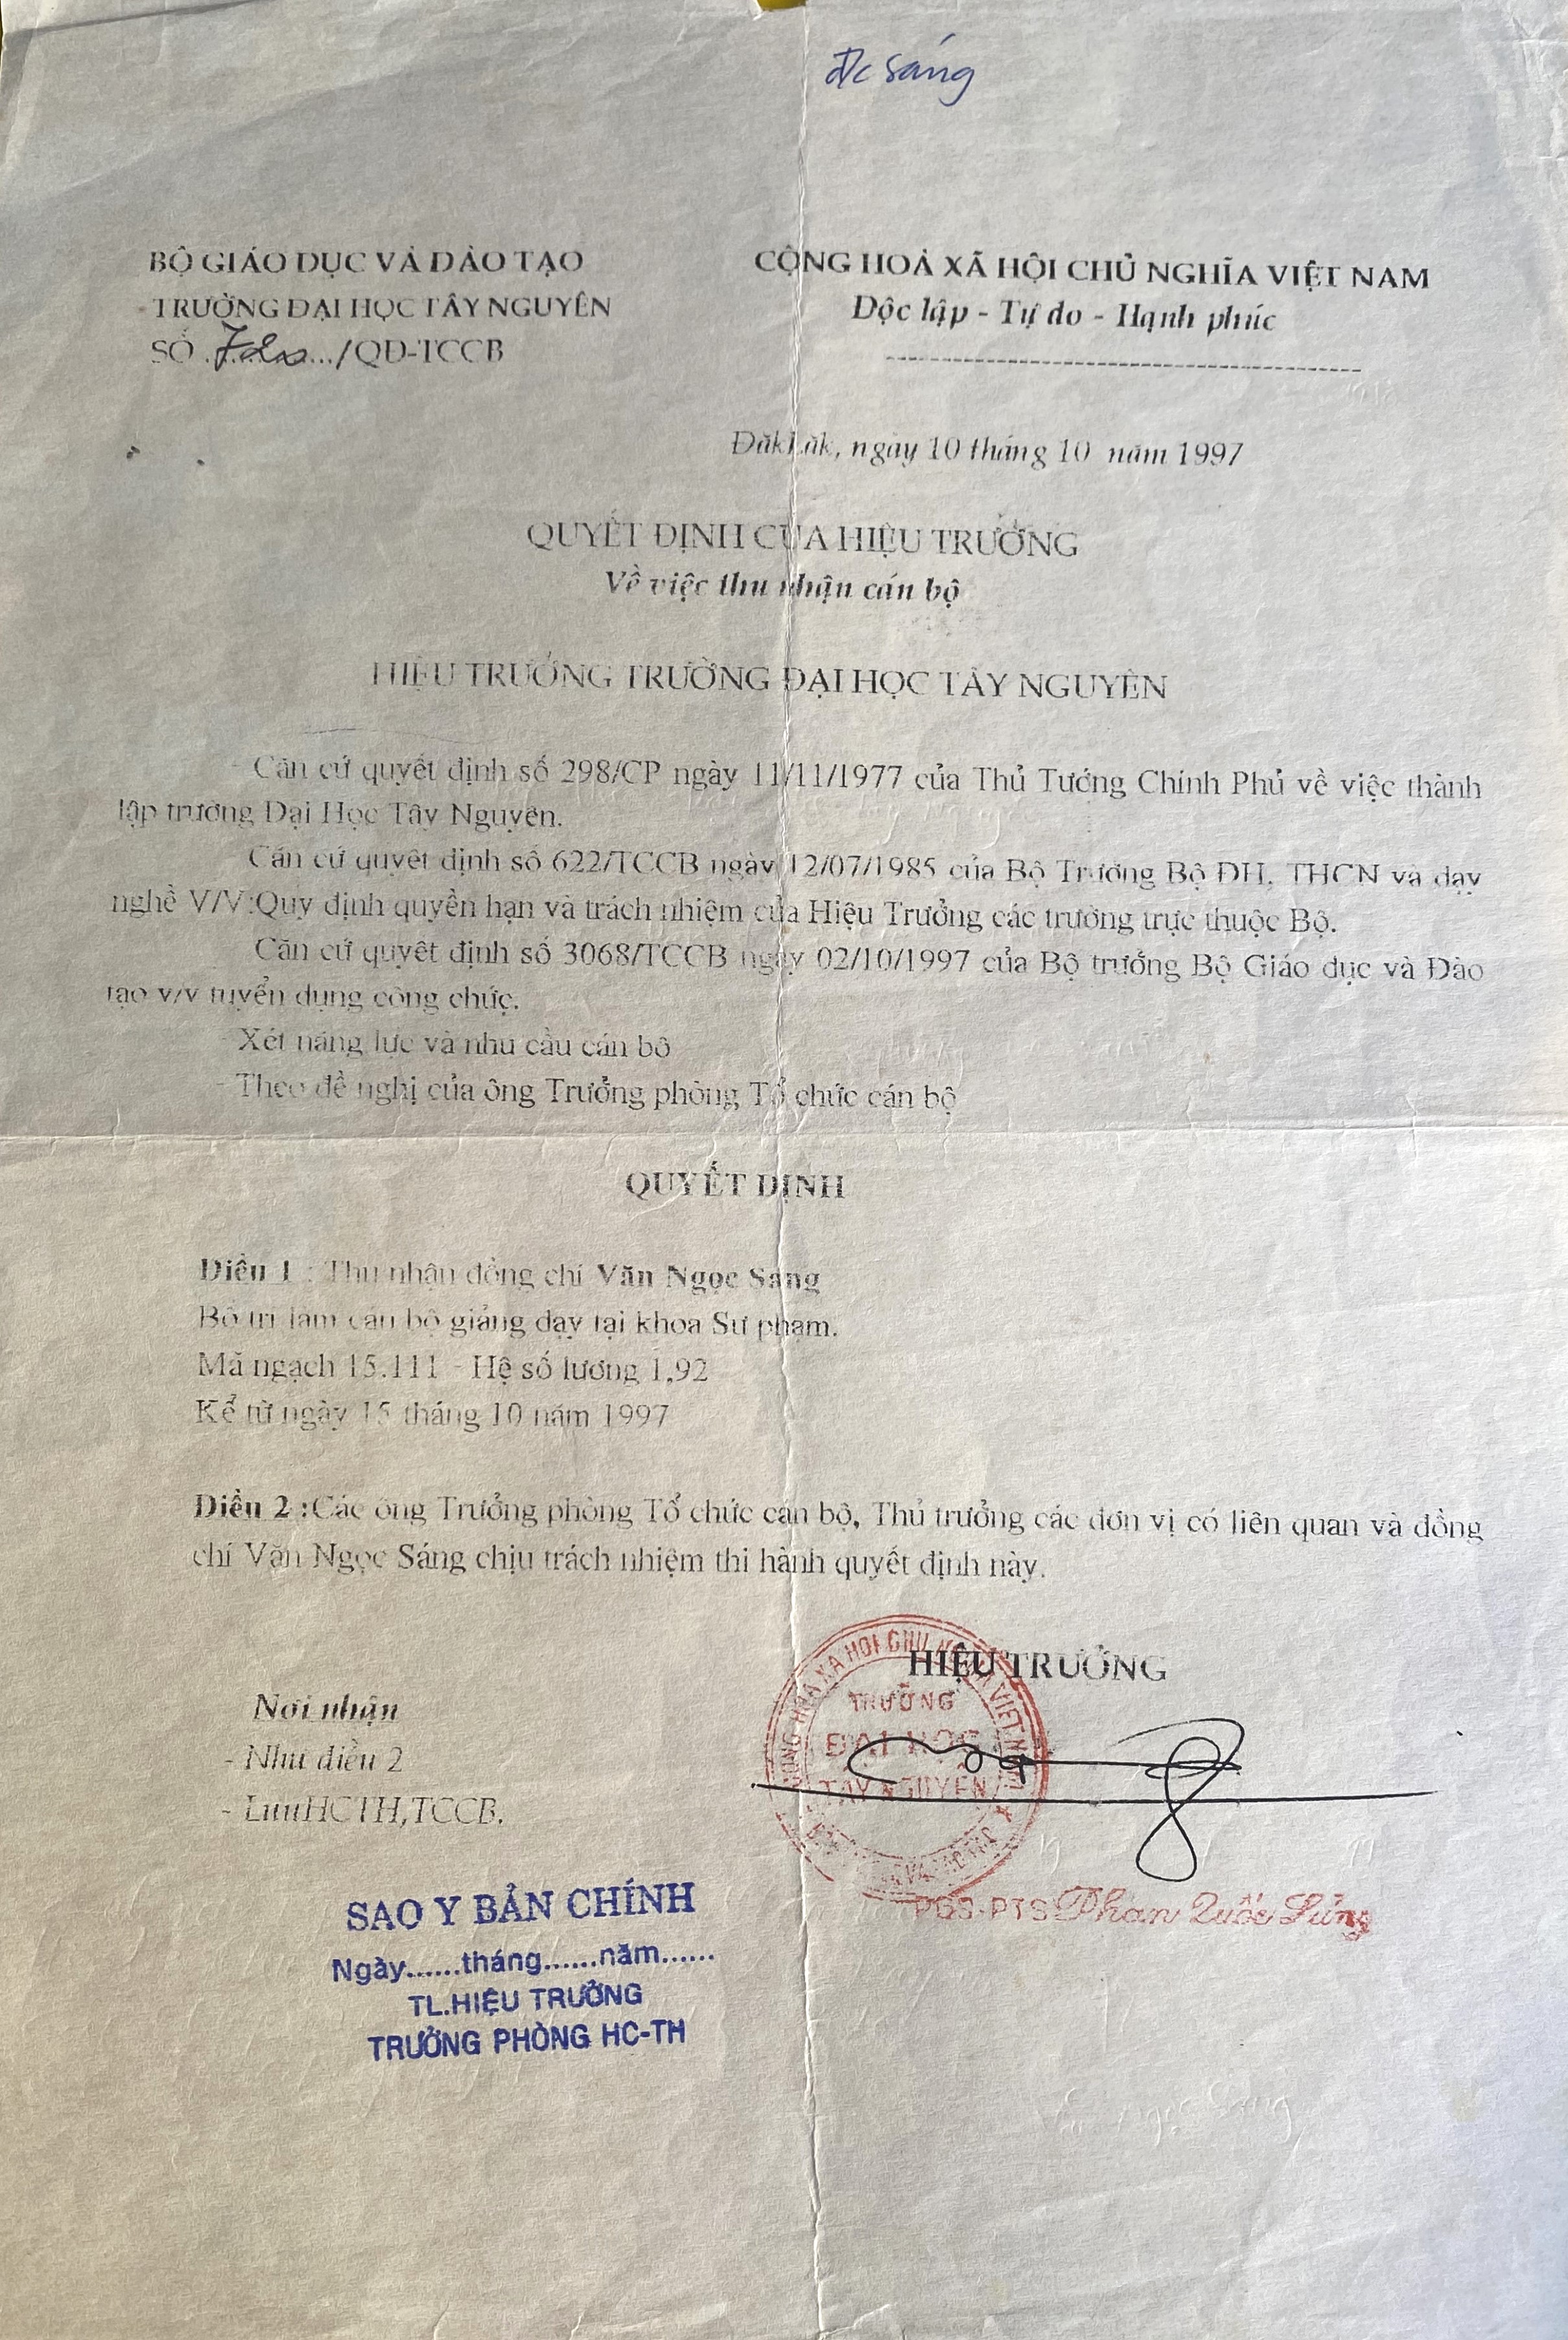 đ/c Sáng
BỘ GIÁO DỤC VÀ ĐÀO TẠO
TRƯỜNG ĐẠI HỌC TÂY NGUYÊN
SỐ /QĐ-TCCB
CỘNG HOÀ XÃ HỘI CHỦ NGHĨA VIỆT NAM
Độc lập - Tự do - Hạnh phúc
ĐăkLăk, ngày 10 tháng 10 năm 1997
QUYẾT ĐỊNH CỦA HIỆU TRƯỞNG
Về việc thu nhận cán bộ
HIỆU TRƯỞNG TRƯỜNG ĐẠI HỌC TÂY NGUYÊN
- Căn cứ quyết định số 298/CP ngày 11/11/1977 của Thủ Tướng Chính Phủ về việc thành
lập trường Đại Học Tây Nguyên.
Căn cứ quyết định số 622/TCCB ngày 12/07/1985 của Bộ Trưởng Bộ ĐH, THCN và dạy
nghề V/V:Quy định quyền hạn và trách nhiệm của Hiệu Trưởng các trường trực thuộc Bộ.
Căn cứ quyết định số 3068/TCCB ngày 02/10/1997 của Bộ trưởng Bộ Giáo dục và Đào
tạo v/v tuyển dụng công chức.
- Xét năng lực và nhu cầu cán bộ
- Theo đề nghị của ông Trưởng phòng Tổ chức cán bộ
QUYẾT ĐỊNH
Điều 1 : Thu nhận đồng chí Văn Ngọc Sáng
Bố trí làm cán bộ giảng dạy tại khoa Sư phạm.
Mã ngạch 15.111 - Hệ số lương 1,92
Kể từ ngày 15 tháng 10 năm 1997
Điều 2 :Các ông Trưởng phòng Tổ chức cán bộ, Thủ trưởng các đơn vị có liên quan và đồng
chí Văn Ngọc Sáng chịu trách nhiệm thi hành quyết định này.
HIỆU TRƯỞNG
CỘNG HOÀ XÃ HỘI CHỦ NGHĨA VIỆT NAM
TRƯỜNG
ĐẠI HỌC
TÂY NGUYÊN
PGS-PTS Phan Quốc Sủng
Nơi nhận
- Như điều 2
- LưuHCTH,TCCB.
SAO Y BẢN CHÍNH
Ngày......tháng......năm......
TL.HIỆU TRƯỞNG
TRƯỞNG PHÒNG HC-TH